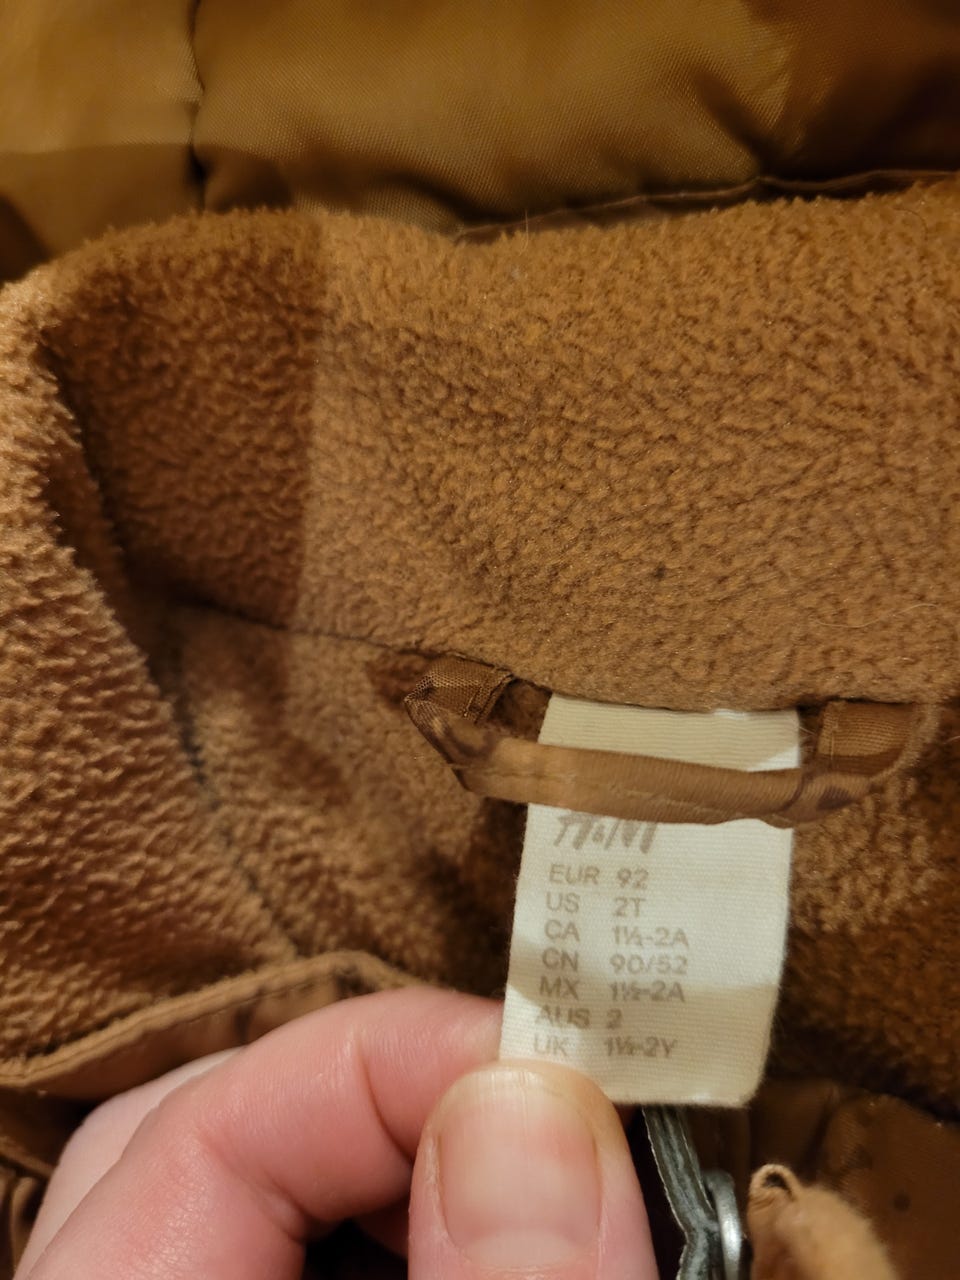 H&M
EUR 92
US 2T
CA 1½-2A
CN 90/52
MX 1½-2A
AUS 2
UK 1½-2Y